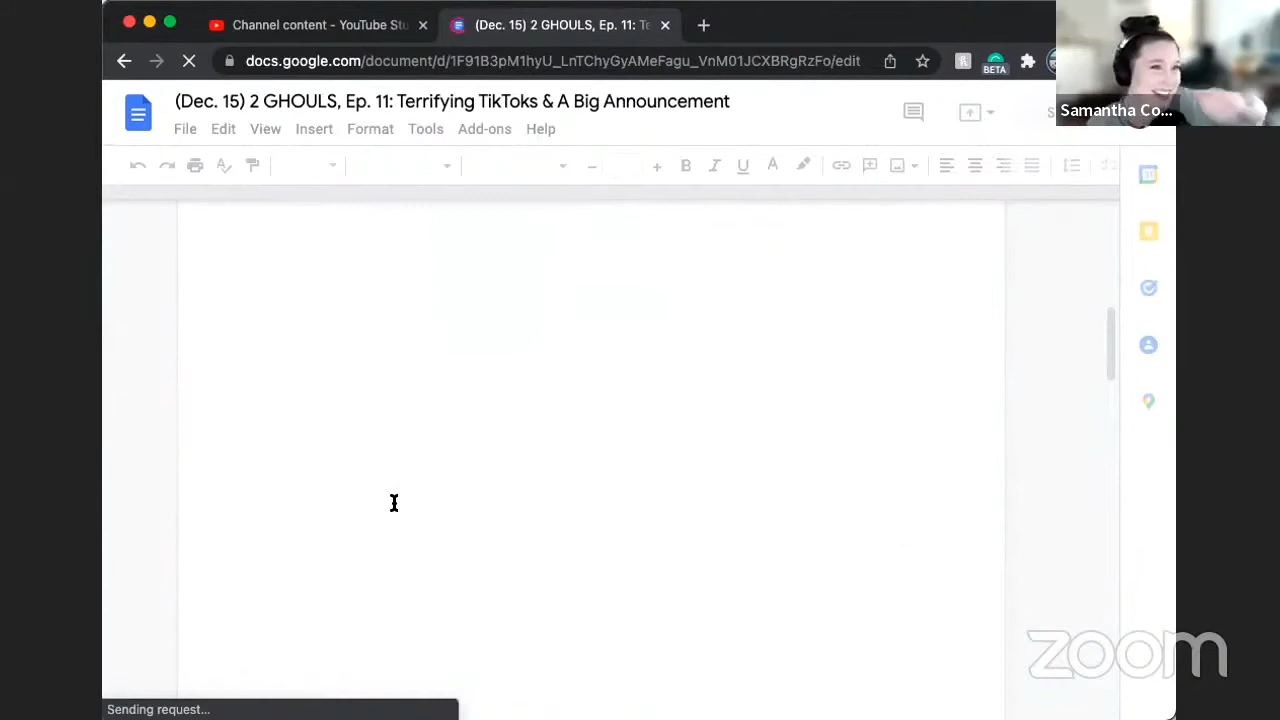 Channel content - YouTube Stu
(Dec. 15) 2 GHOULS, Ep. 11: Te
docs.google.com/document/d/1F91B3pM1hyU_LnTChyGyAMeFagu_VnM01JCXBRgRzFo/edit
BETA
(Dec. 15) 2 GHOULS, Ep. 11: Terrifying TikToks & A Big Announcement
File Edit View Insert Format Tools Add-ons Help
Samantha Co...
B I U A
31
Sending request...
zoom